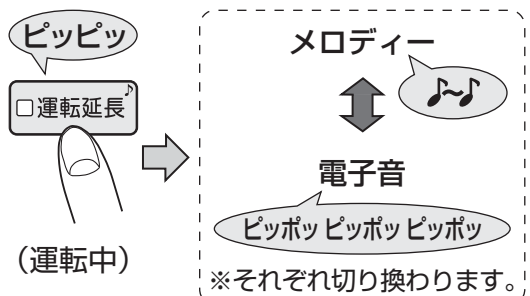 ピッピッ
運転延長♪
(運転中)
メロディー
♪~♪
電子音
ピッポッ ピッポッ ピッポッ
※それぞれ切り換わります。